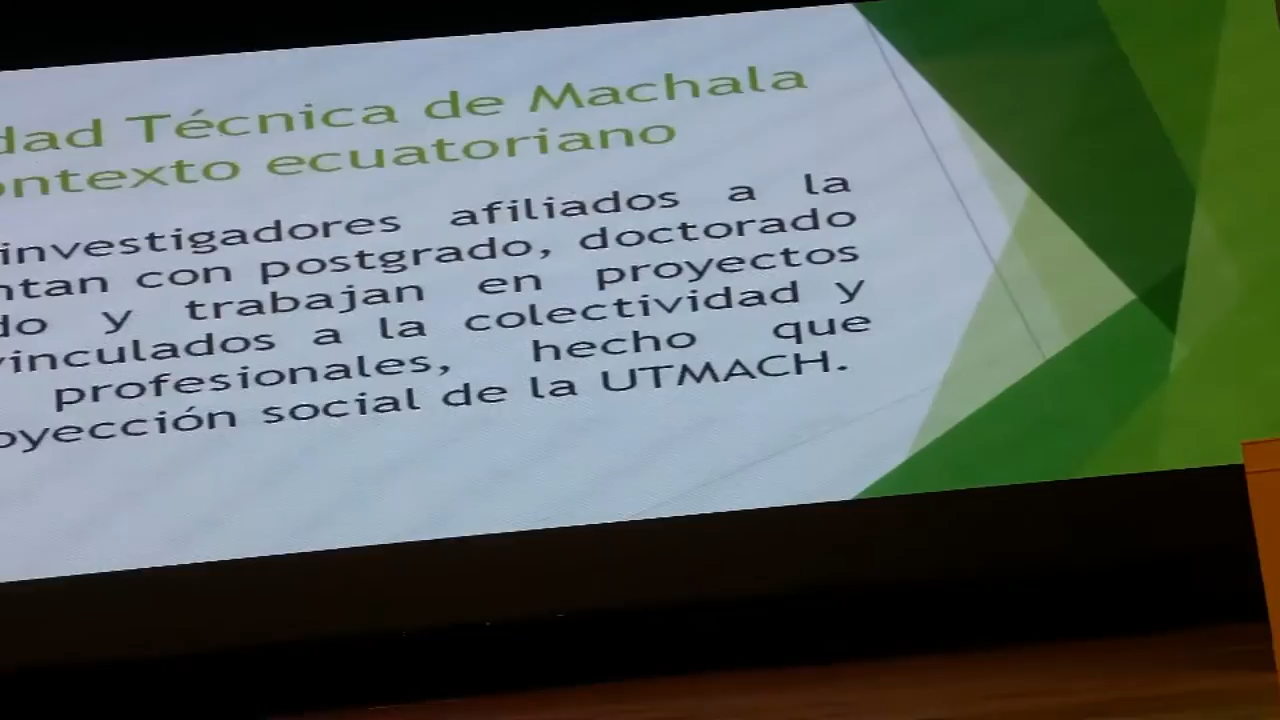 dad Técnica de Machala
ontexto ecuatoriano
investigadores afiliados a la
ntan con postgrado, doctorado
do y trabajan en proyectos
vinculados a la colectividad y
profesionales, hecho que
oyección social de la UTMACH.